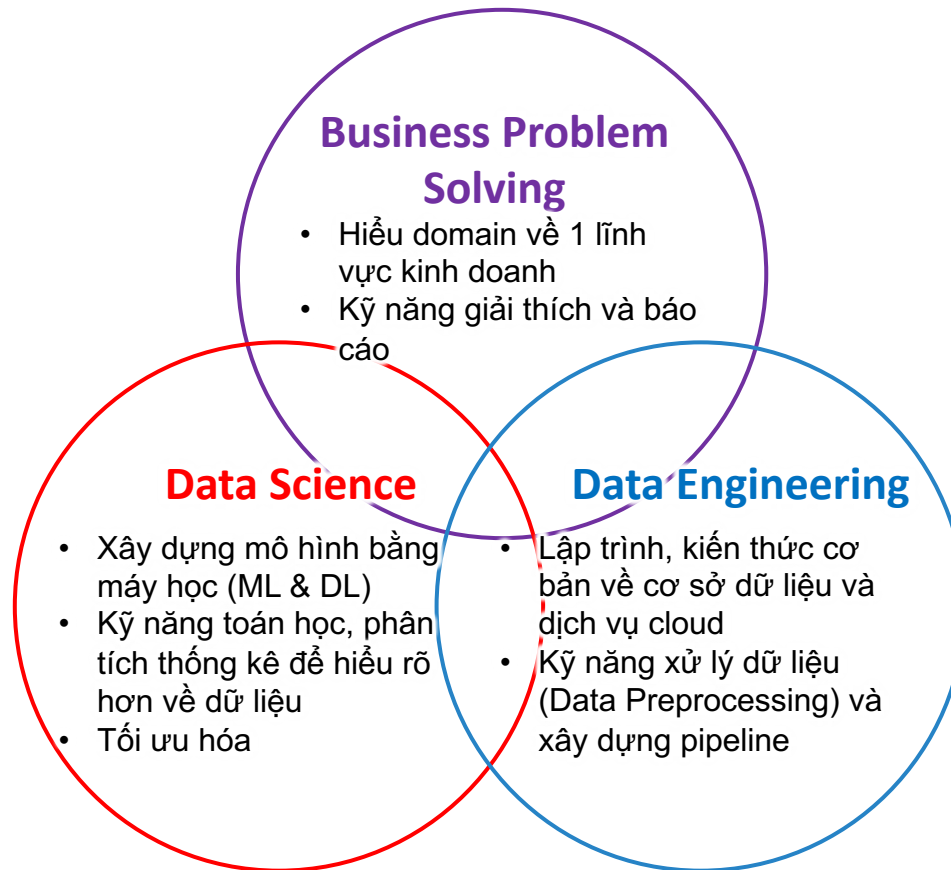 Business Problem
Solving
• Hiểu domain về 1 lĩnh
vực kinh doanh
• Kỹ năng giải thích và báo
cáo
Data Science
• Xây dựng mô hình bằng
máy học (ML & DL)
• Kỹ năng toán học, phân
tích thống kê để hiểu rõ
hơn về dữ liệu
• Tối ưu hóa
Data Engineering
• Lập trình, kiến thức cơ
bản về cơ sở dữ liệu và
dịch vụ cloud
• Kỹ năng xử lý dữ liệu
(Data Preprocessing) và
xây dựng pipeline